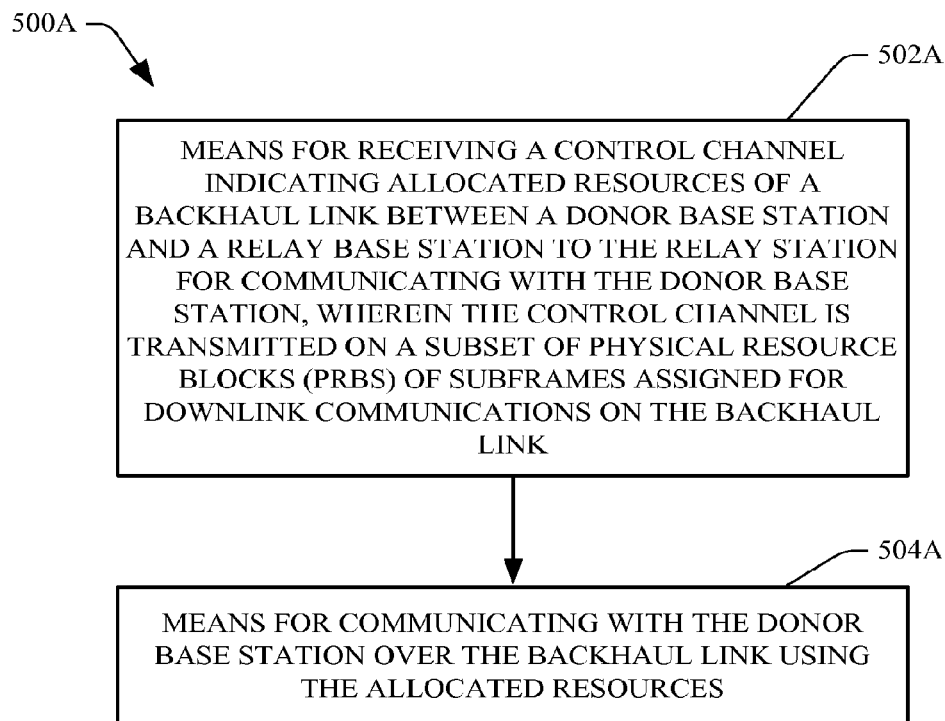 500A
502A
MEANS FOR RECEIVING A CONTROL CHANNEL
INDICATING ALLOCATED RESOURCES OF A
BACKHAUL LINK BETWEEN A DONOR BASE STATION
AND A RELAY BASE STATION TO THE RELAY STATION
FOR COMMUNICATING WITH THE DONOR BASE
STATION, WHEREIN THE CONTROL CHANNEL IS
TRANSMITTED ON A SUBSET OF PHYSICAL RESOURCE
BLOCKS (PRBS) OF SUBFRAMES ASSIGNED FOR
DOWNLINK COMMUNICATIONS ON THE BACKHAUL
LINK
504A
MEANS FOR COMMUNICATING WITH THE DONOR
BASE STATION OVER THE BACKHAUL LINK USING
THE ALLOCATED RESOURCES